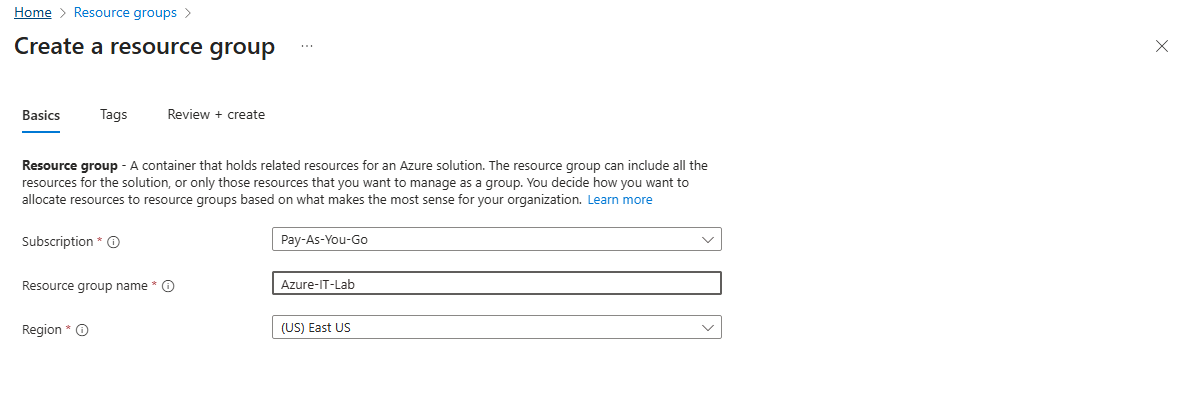 Home > Resource groups >
Create a resource group ...
Basics Tags Review + create
Resource group - A container that holds related resources for an Azure solution. The resource group can include all the
resources for the solution, or only those resources that you want to manage as a group. You decide how you want to
allocate resources to resource groups based on what makes the most sense for your organization. Learn more
Subscription * Pay-As-You-Go
Resource group name * Azure-IT-Lab
Region * (US) East US